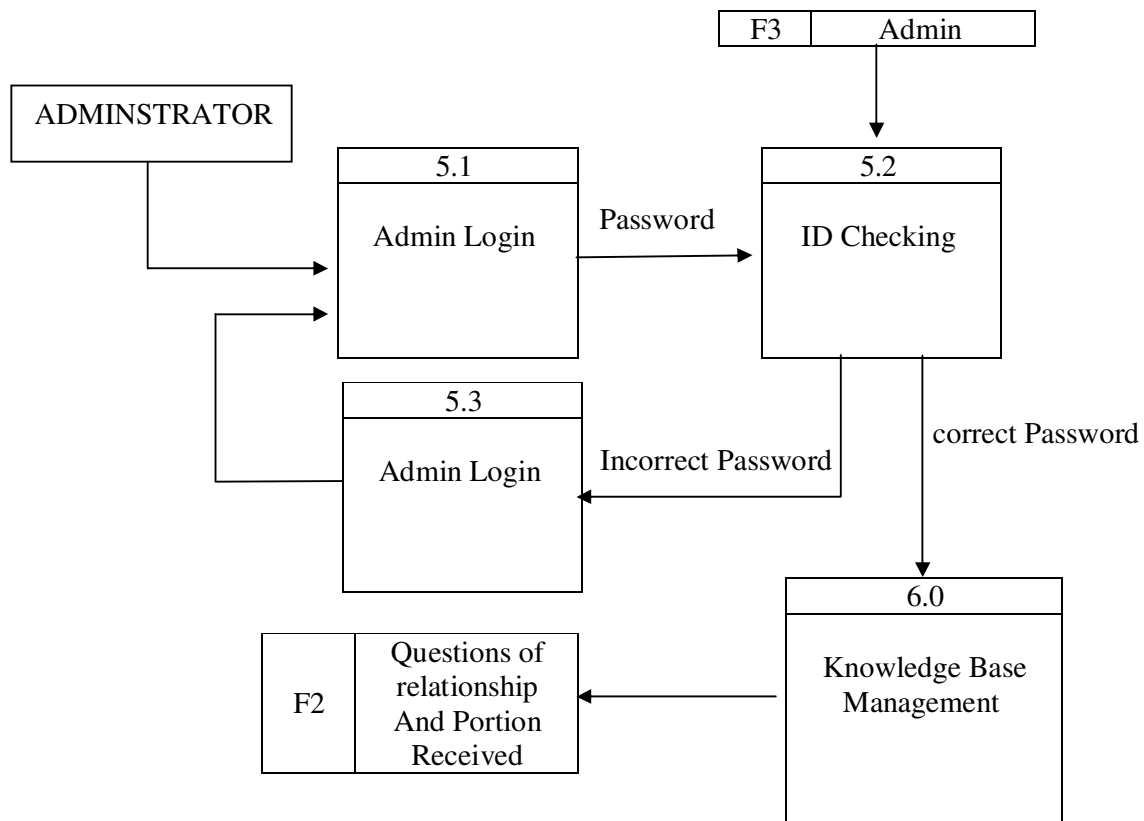 F3 Admin
ADMINSTRATOR
5.1
Admin Login
Password
5.2
ID Checking
5.3
Admin Login
Incorrect Password
correct Password
6.0
Knowledge Base
Management
F2
Questions of
relationship
And Portion
Received